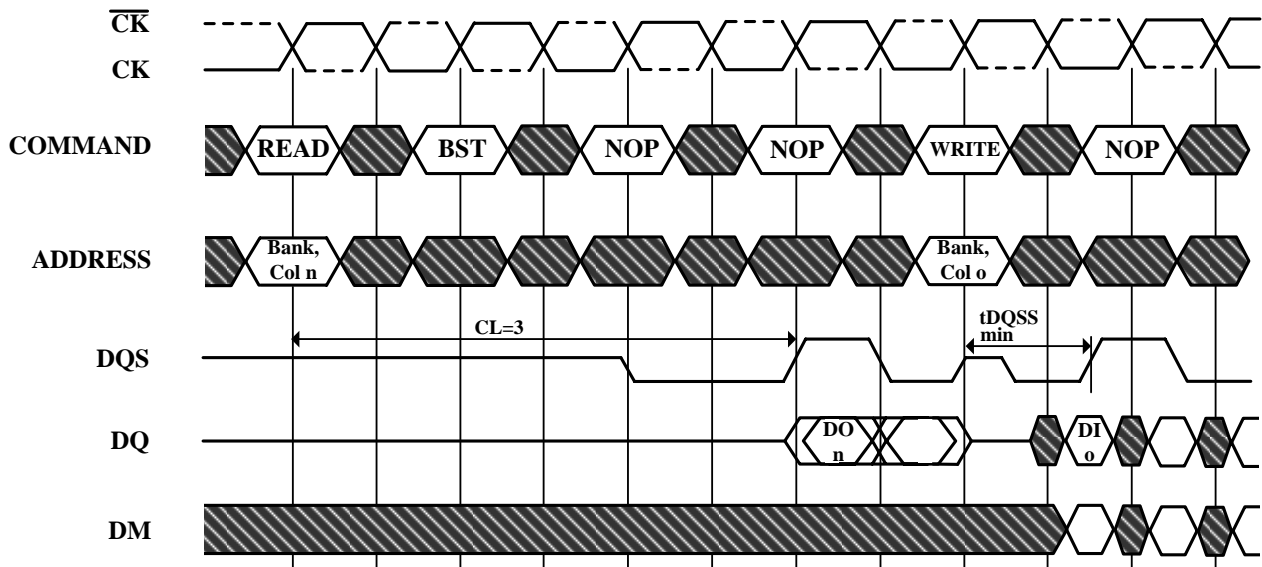 CK
CK
COMMAND
READ
BST
NOP
NOP
WRITE
NOP
ADDRESS
Bank,
Col n
Bank,
Col o
CL=3
tDQSS
min
DQS
DQ
DO
n
DI
o
DM